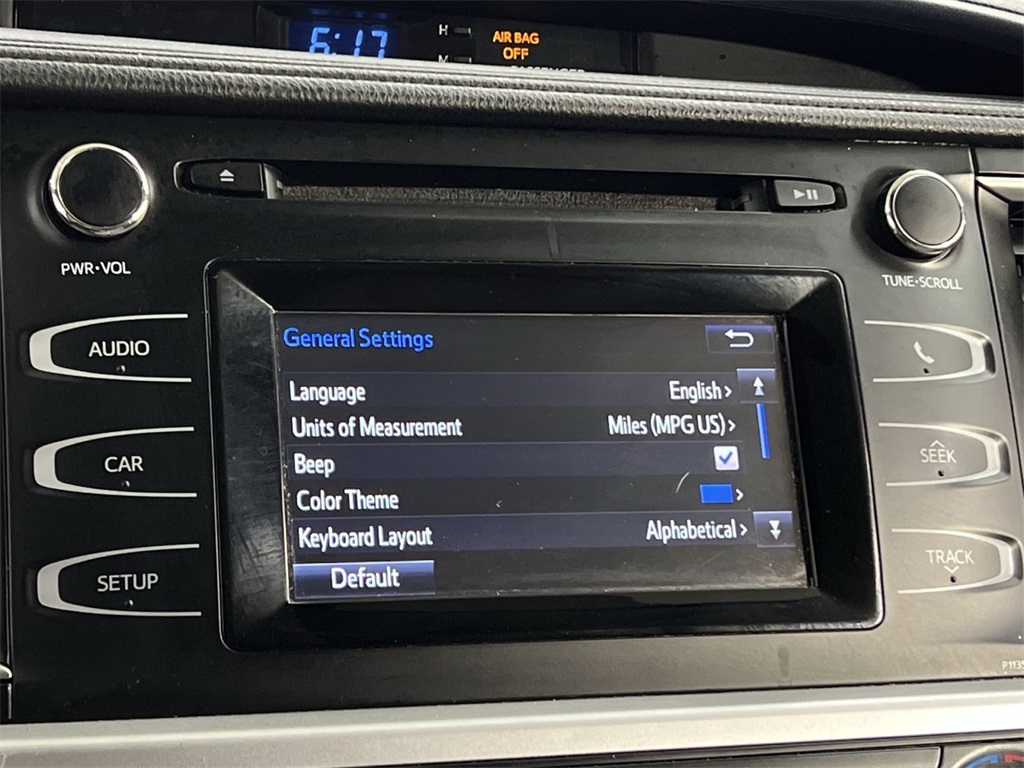 6:17
H
AIR BAG
OFF
M
PASSENGER
PWR•VOL
TUNE•SCROLL
AUDIO
CAR
SETUP
General Settings
Language English >
Units of Measurement Miles (MPG US) >
Beep
Color Theme >
Keyboard Layout Alphabetical >
Default
SEEK
TRACK